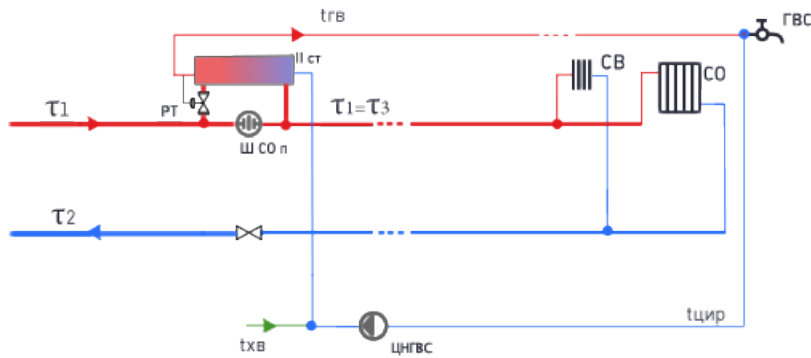 tгв
ГВС
II ст
СВ
СО
τ1
РТ
τ1=τ3
Ш СО п
τ2
tцир
tхв
ЦНГВС